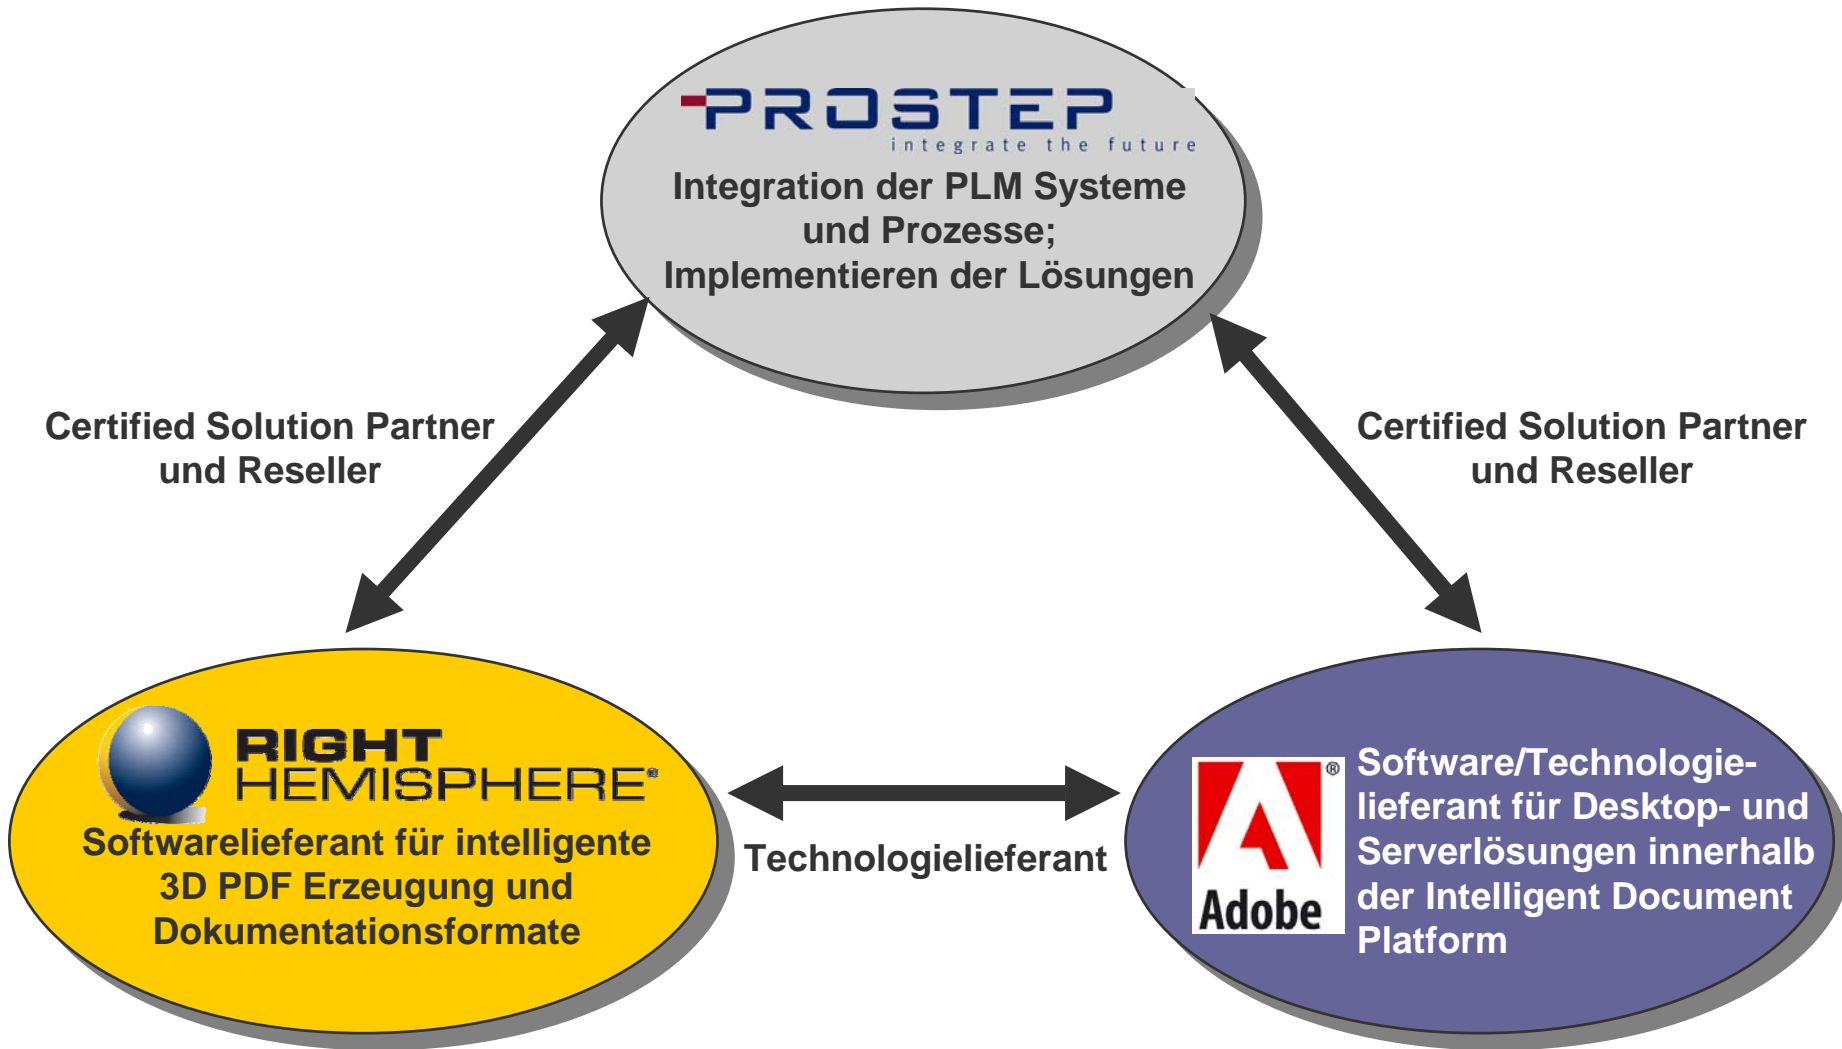 PROSTEP
integrate the future
Integration der PLM Systeme
und Prozesse;
Implementieren der Lösungen
Certified Solution Partner
und Reseller
Certified Solution Partner
und Reseller
RIGHT
HEMISPHERE®
Softwarelieferant für intelligente
3D PDF Erzeugung und
Dokumentationsformate
Technologielieferant
®
Adobe
Software/Technologie-
lieferant für Desktop- und
Serverlösungen innerhalb
der Intelligent Document
Platform